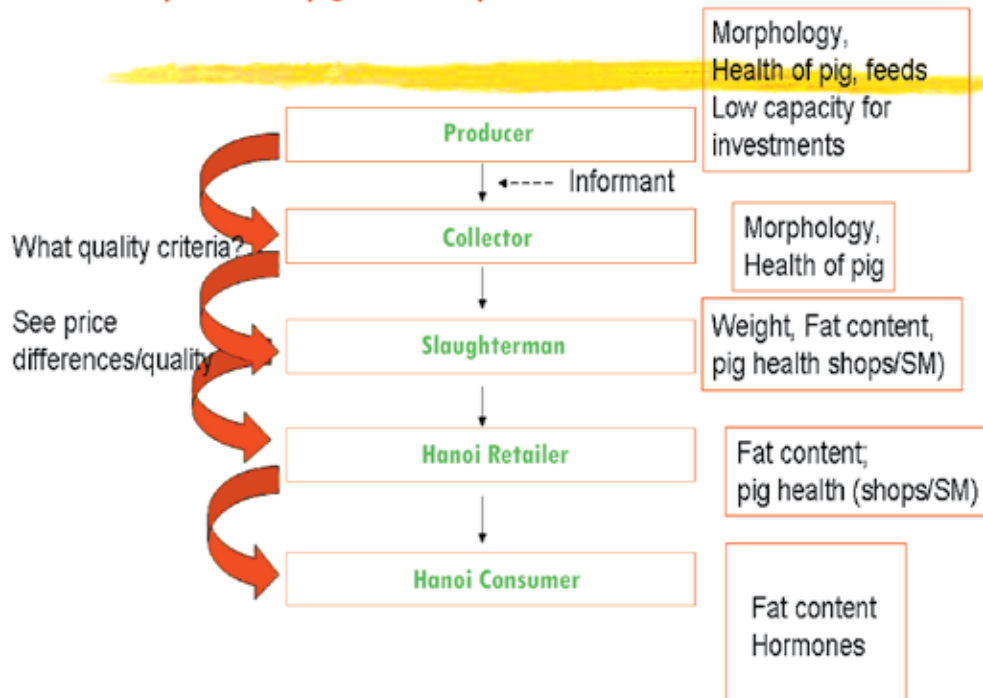 Morphology,
Health of pig, feeds
Low capacity for
investments
Producer
Informant
What quality criteria?
Collector
Morphology,
Health of pig
See price
differences/quality
Slaughterman
Weight, Fat content,
pig health shops/SM)
Hanoi Retailer
Fat content;
pig health (shops/SM)
Hanoi Consumer
Fat content
Hormones